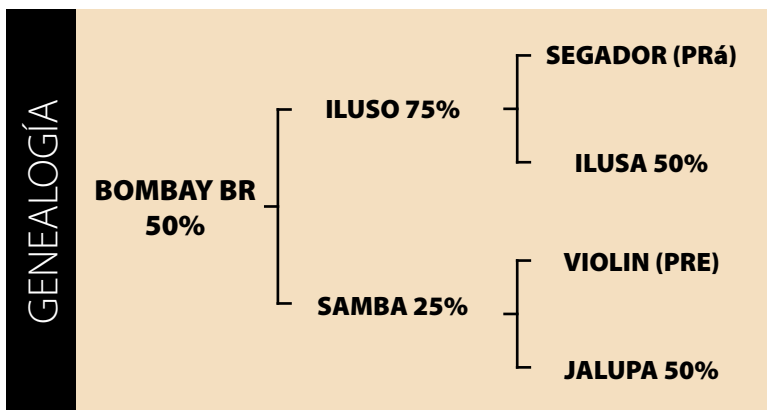 GENEALOGÍA
BOMBAY BR
50%
ILUSO 75%
SAMBA 25%
SEGADOR (PRá)
ILUSA 50%
VIOLIN (PRE)
JALUPA 50%